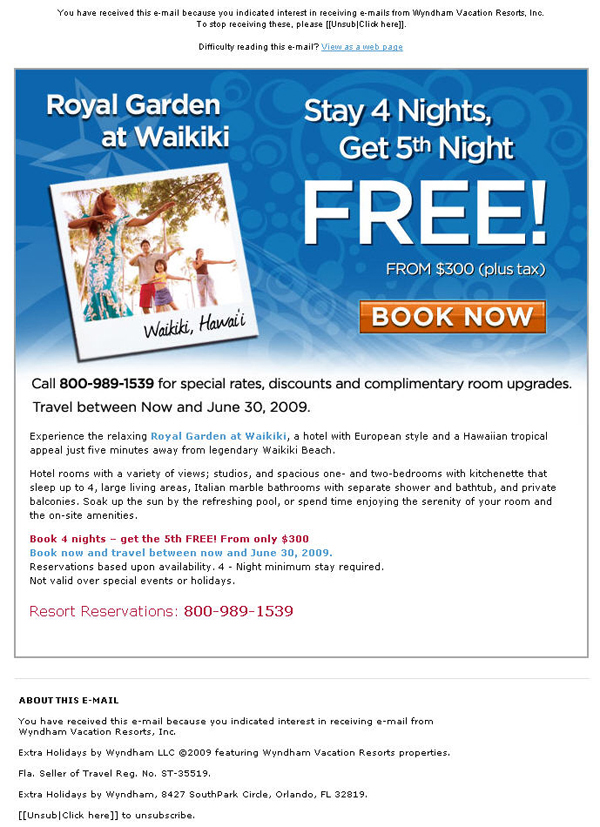 You have received this e-mail because you indicated interest in receiving e-mails from Wyndham Vacation Resorts, Inc.
To stop receiving these, please [[Unsub|Click here]].
Difficulty reading this e-mail? View as a web page
Royal Garden
at Waikiki
Stay 4 Nights,
Get 5th Night
FREE!
FROM $300 (plus tax)
BOOK NOW
Waikiki, Hawai'i
Call 800-989-1539 for special rates, discounts and complimentary room upgrades.
Travel between Now and June 30, 2009.
Experience the relaxing Royal Garden at Waikiki, a hotel with European style and a Hawaiian tropical
appeal just five minutes away from legendary Waikiki Beach.
Hotel rooms with a variety of views; studios, and spacious one- and two-bedrooms with kitchenette that
sleep up to 4, large living areas, Italian marble bathrooms with separate shower and bathtub, and private
balconies. Soak up the sun by the refreshing pool, or spend time enjoying the serenity of your room and
the on-site amenities.
Book 4 nights – get the 5th FREE! From only $300
Book now and travel between now and June 30, 2009.
Reservations based upon availability. 4 - Night minimum stay required.
Not valid over special events or holidays.
Resort Reservations: 800-989-1539
ABOUT THIS E-MAIL
You have received this e-mail because you indicated interest in receiving e-mail from
Wyndham Vacation Resorts, Inc.
Extra Holidays by Wyndham LLC ©2009 featuring Wyndham Vacation Resorts properties.
Fla. Seller of Travel Reg. No. ST-35519.
Extra Holidays by Wyndham, 8427 SouthPark Circle, Orlando, FL 32819.
[[Unsub|Click here]] to unsubscribe.